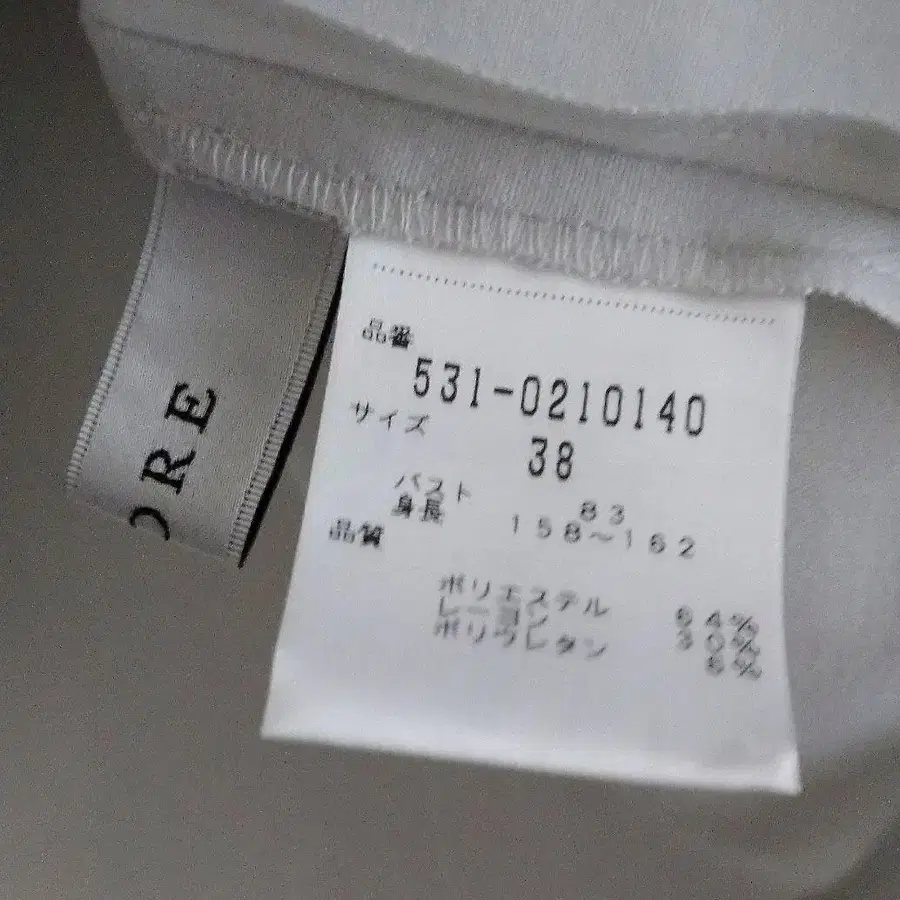 ORE
品番
531-0210140
サイズ
38
バスト 83
身長 158〜162
品質
ポリエステル 64%
レーヨン 30%
ポリウレタン 6%